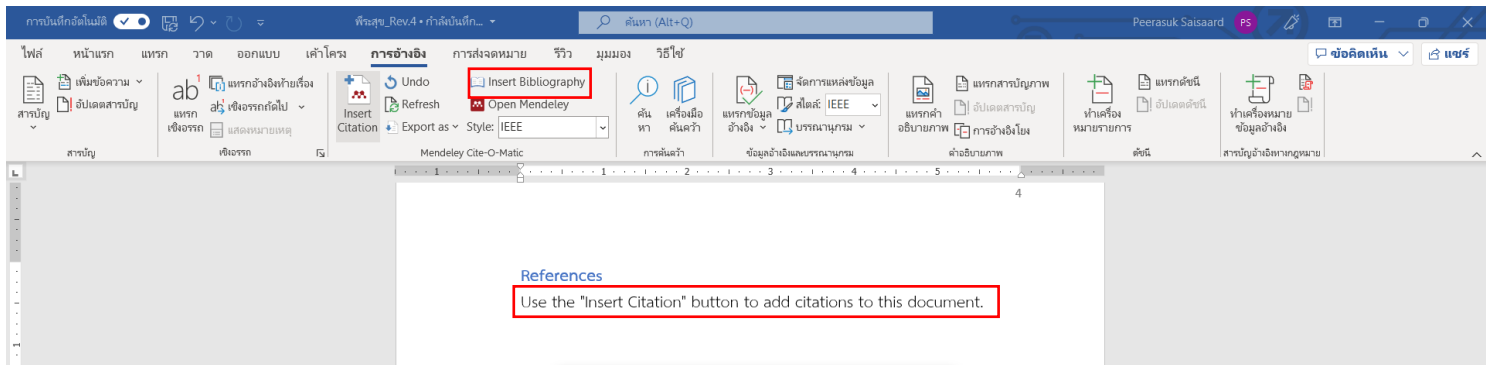 การบันทึกอัตโนมัติ พีระสุข_Rev.4 • กำลังบันทึก... ค้นหา (Alt+Q) Peerasuk Saisaard PS
ไฟล์ หน้าแรก แทรก วาด ออกแบบ เค้าโครง การอ้างอิง การส่งจดหมาย รีวิว มุมมอง วิธีใช้ ข้อคิดเห็น แชร์
สารบัญ
เพิ่มข้อความ
อัปเดตสารบัญ
สารบัญ
ab1
แทรก
เชิงอรรถ
แทรกอ้างอิงท้ายเรื่อง
เชิงอรรถถัดไป
แสดงหมายเหตุ
เชิงอรรถ
Insert
Citation
Undo
Refresh
Export as
Insert Bibliography
Open Mendeley
Style: IEEE
Mendeley Cite-O-Matic
ค้น
หา
เครื่องมือ
ค้นคว้า
การค้นคว้า
แทรกข้อมูล
อ้างอิง
จัดการแหล่งข้อมูล
สไตล์: IEEE
บรรณานุกรม
ข้อมูลอ้างอิงและบรรณานุกรม
แทรกคำ
อธิบายภาพ
แทรกสารบัญภาพ
อัปเดตสารบัญ
การอ้างอิงโยง
คำอธิบายภาพ
ทำเครื่อง
หมายรายการ
แทรกดัชนี
อัปเดตดัชนี
ดัชนี
ทำเครื่องหมาย
ข้อมูลอ้างอิง
สารบัญอ้างอิงทางกฎหมาย
1 1 2 3 4 5
4
References
Use the "Insert Citation" button to add citations to this document.
1